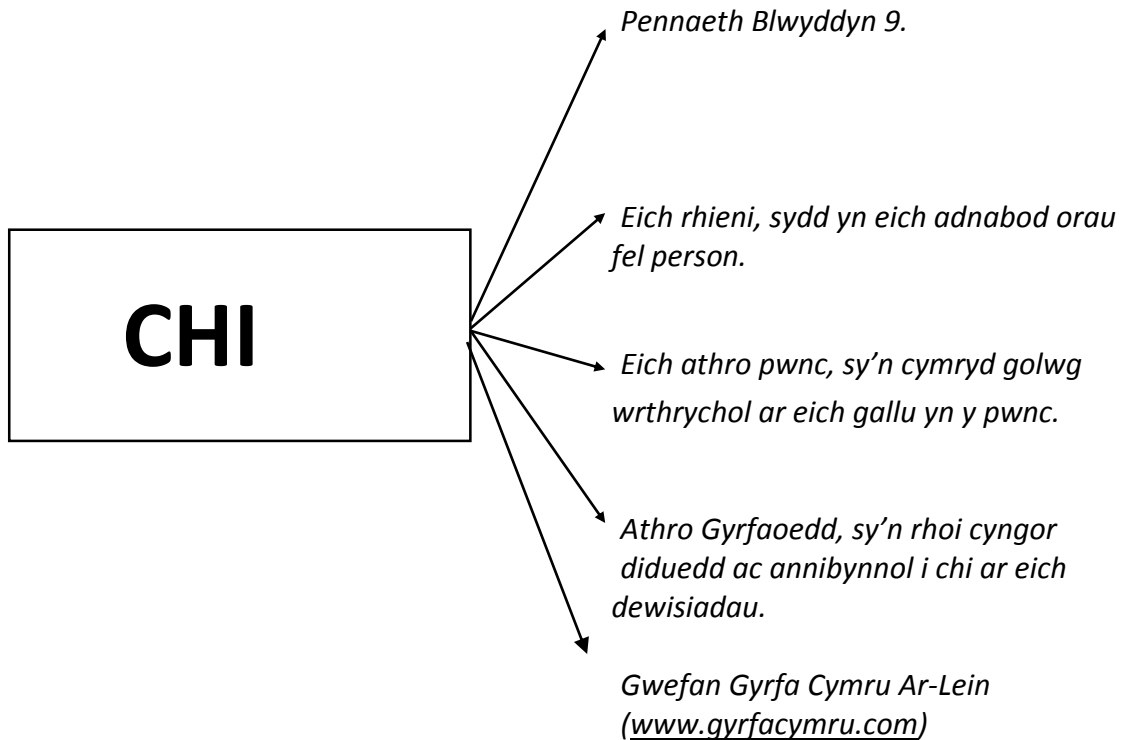 Pennaeth Blwyddyn 9.
Eich rhieni, sydd yn eich adnabod orau
fel person.
CHI
Eich athro pwnc, sy’n cymryd golwg
wrthrychol ar eich gallu yn y pwnc.
Athro Gyrfaoedd, sy’n rhoi cyngor
diduedd ac annibynnol i chi ar eich
dewisiadau.
Gwefan Gyrfa Cymru Ar-Lein
(www.gyrfacymru.com)